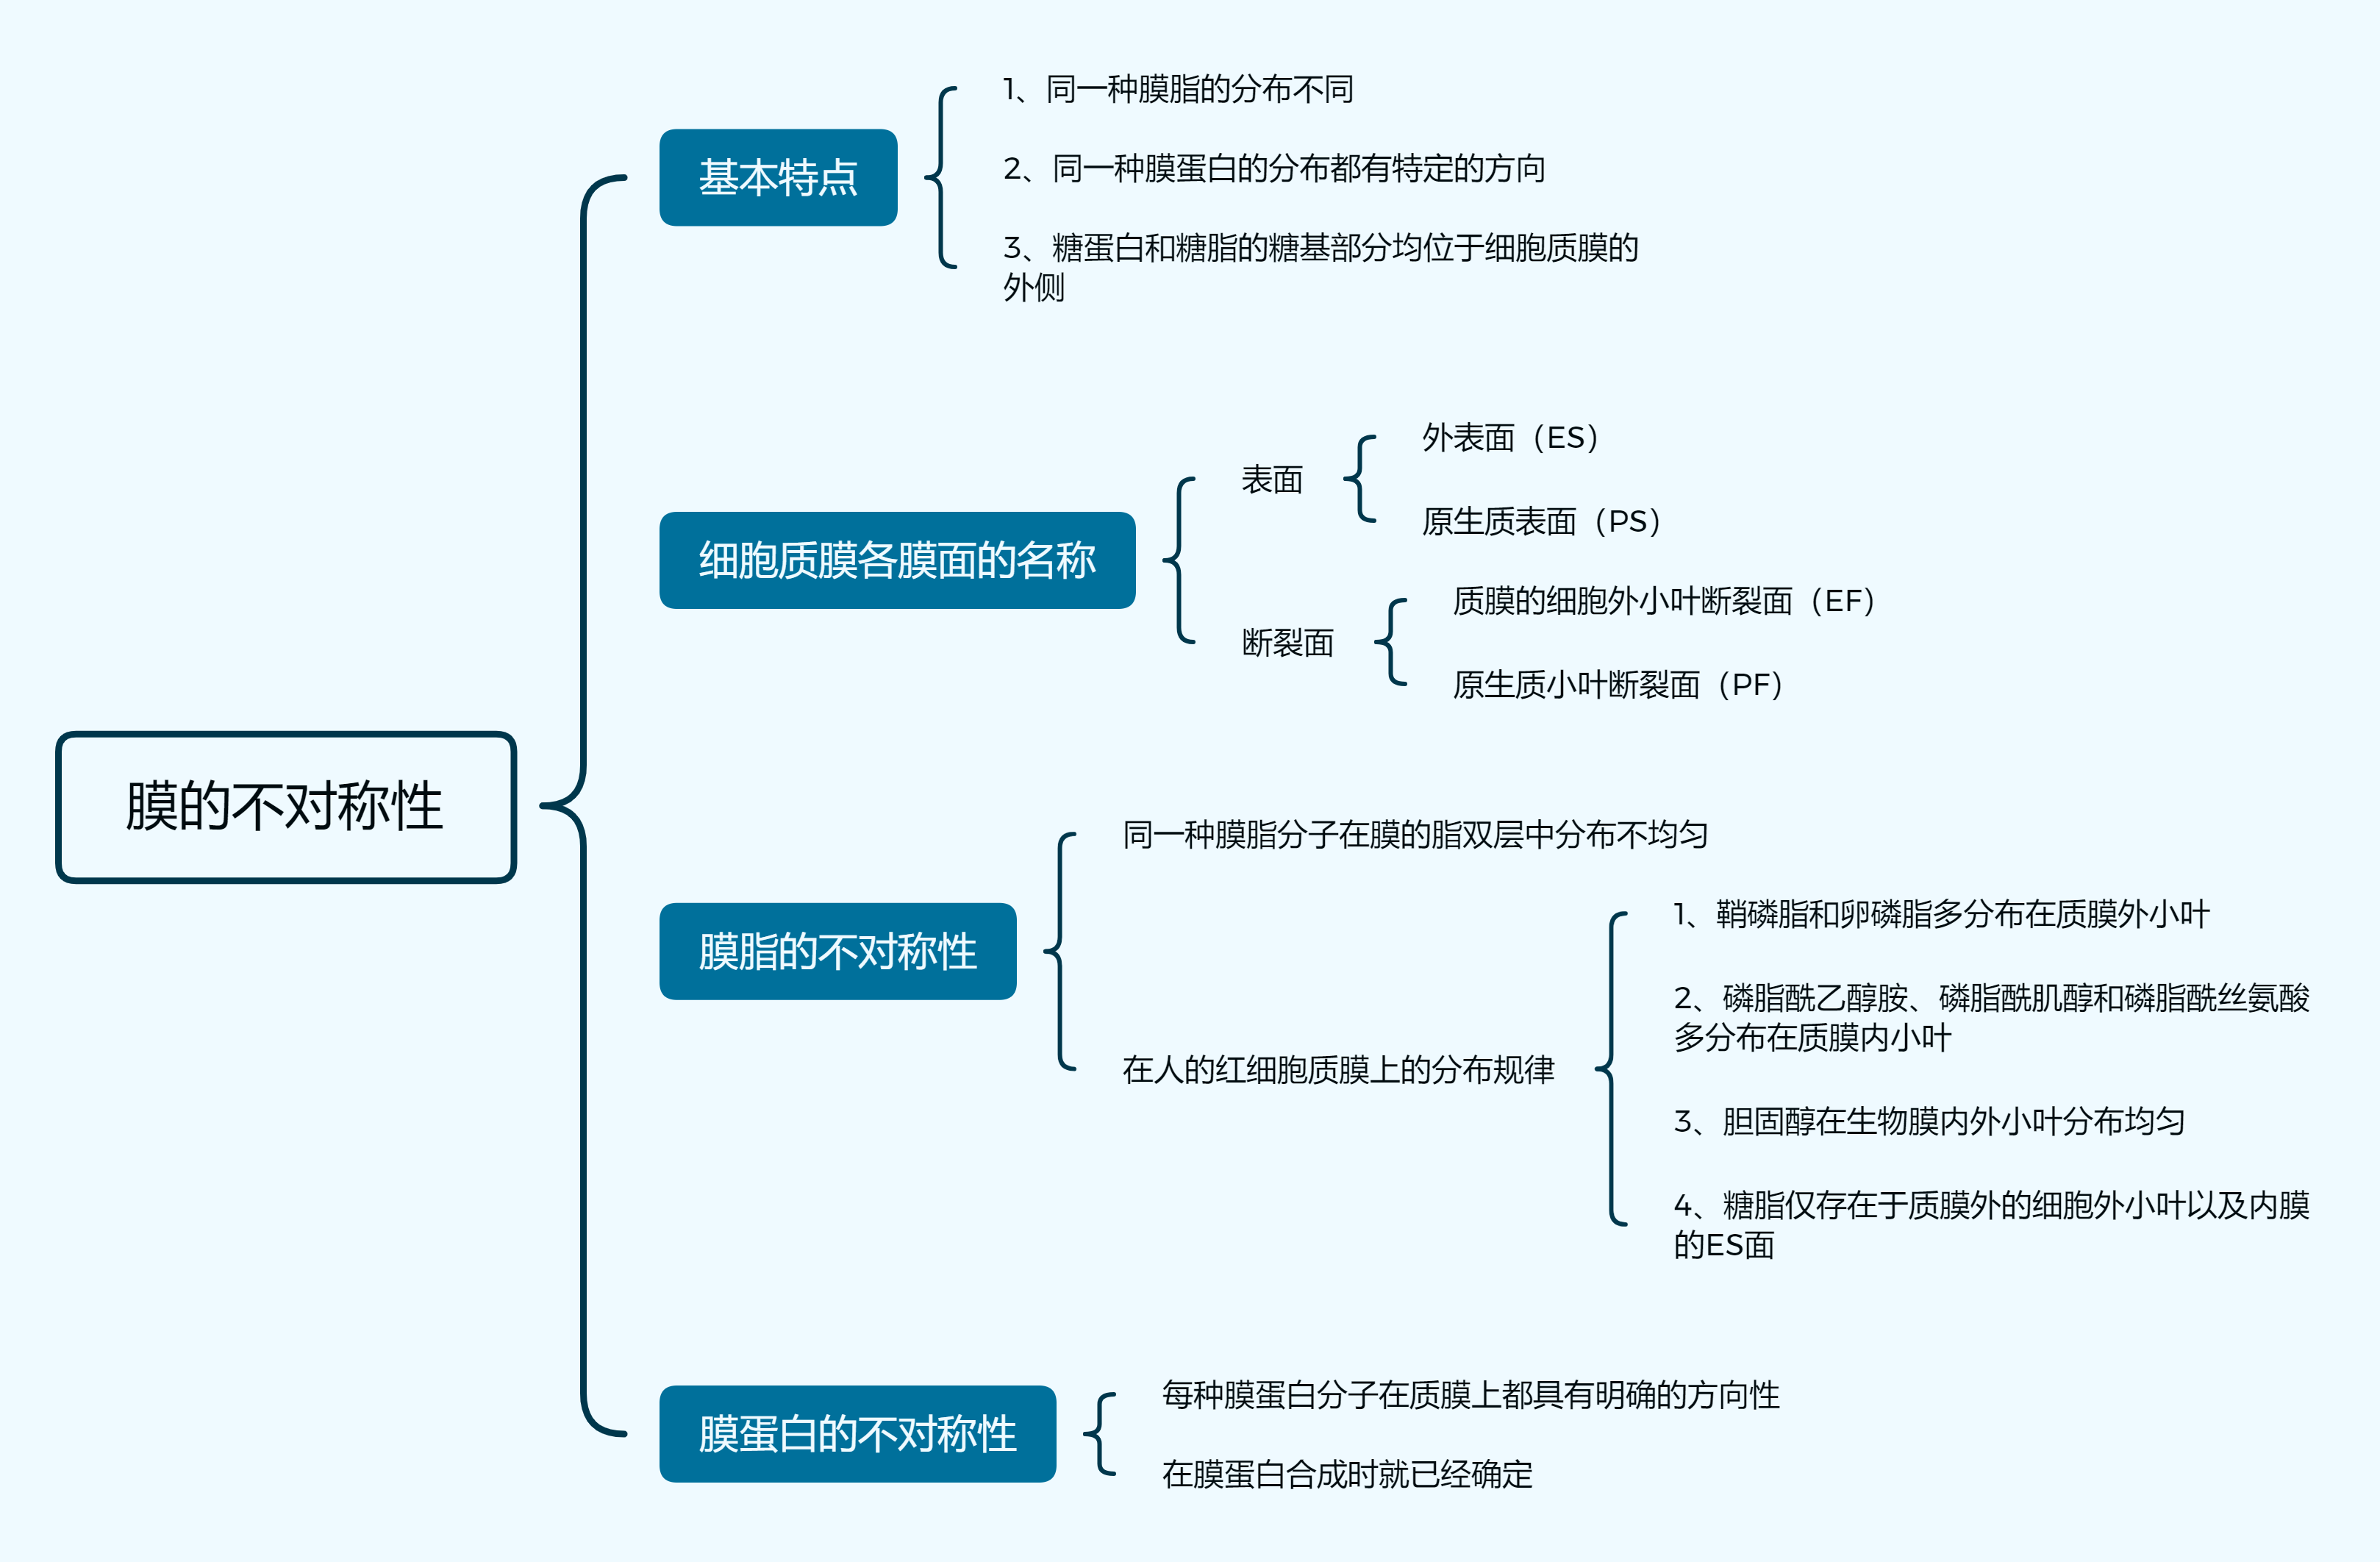 膜的不对称性
基本特点
1、同一种膜脂的分布不同
2、同一种膜蛋白的分布都有特定的方向
3、糖蛋白和糖脂的糖基部分均位于细胞质膜的
外侧
细胞质膜各膜面的名称
表面
外表面（ES）
原生质表面（PS）
断裂面
质膜的细胞外小叶断裂面（EF）
原生质小叶断裂面（PF）
膜脂的不对称性
同一种膜脂分子在膜的脂双层中分布不均匀
在人的红细胞质膜上的分布规律
1、鞘磷脂和卵磷脂多分布在质膜外小叶
2、磷脂酰乙醇胺、磷脂酰肌醇和磷脂酰丝氨酸
多分布在质膜内小叶
3、胆固醇在生物膜内外小叶分布均匀
4、糖脂仅存在于质膜外的细胞外小叶以及内膜
的ES面
膜蛋白的不对称性
每种膜蛋白分子在质膜上都具有明确的方向性
在膜蛋白合成时就已经确定